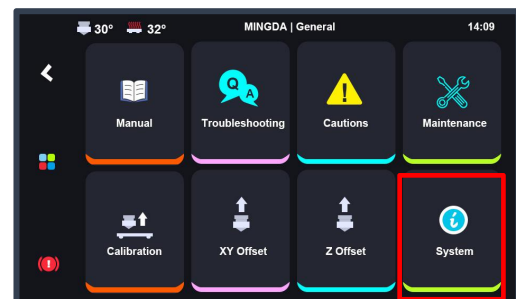 30° 32° MINGDA | General 14:09
Manual Troubleshooting Cautions Maintenance
Calibration XY Offset Z Offset System